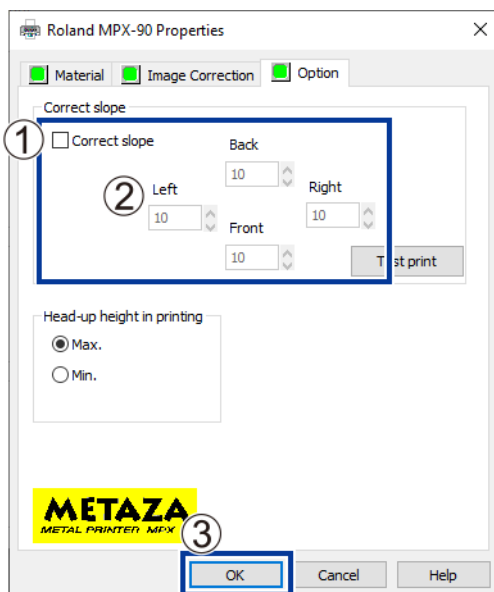 Roland MPX-90 Properties
Material Image Correction Option
Correct slope
① Correct slope
Back
10
② Left
10
Right
10
Front
10
T st print
Head-up height in printing
Max.
Min.
METAZA
METAL PRINTER MPX
③
OK Cancel Help